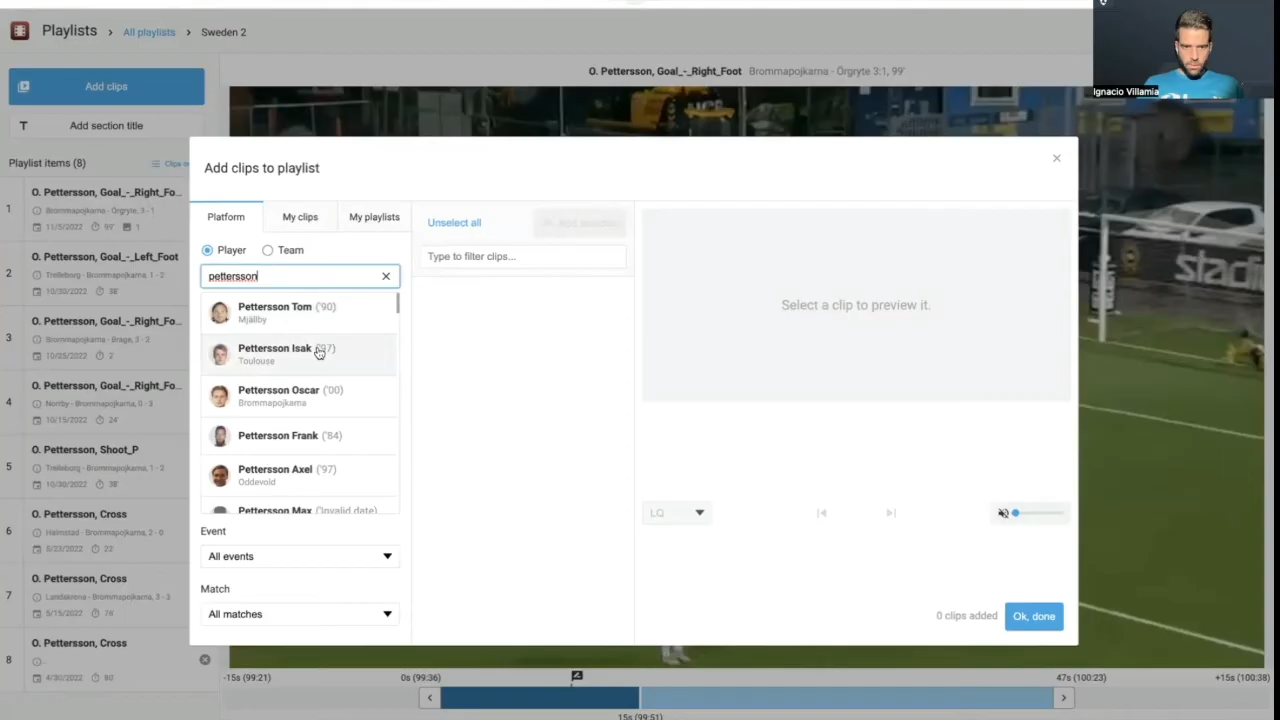 Playlists > All playlists > Sweden 2
Ignacio Villamia
Add clips
O. Pettersson, Goal_-_Right_Foot Brommapojkarna - Örgryte 3:1, 99'
T Add section title
Playlist items (8)
Clips
1 O. Pettersson, Goal_-_Right_Fo...
Brommapojkarna - Örgryte, 3 - 1
11/5/2022 99' 1
2 O. Pettersson, Goal_-_Left_Foot
Trelleborg - Brommapojkarna, 1 - 2
10/30/2022 38'
3 O. Pettersson, Goal_-_Right_Fo...
Brommapojkarna - Brage, 3 - 2
10/25/2022 2'
4 O. Pettersson, Goal_-_Right_Fo...
Norrby - Brommapojkarna, 0 - 3
10/15/2022 24'
5 O. Pettersson, Shoot_P
Trelleborg - Brommapojkarna, 1 - 2
10/30/2022 38'
6 O. Pettersson, Cross
Halmstad - Brommapojkarna, 2 - 0
5/23/2022 22'
7 O. Pettersson, Cross
Landskrona - Brommapojkarna, 3 - 3
5/15/2022 76'
8 O. Pettersson, Cross
4/30/2022 80'
Add clips to playlist
Platform My clips My playlists
Player Team
pettersson
Pettersson Tom ('90)
Mjällby
Pettersson Isak ('97)
Toulouse
Pettersson Oscar ('00)
Brommapojkarna
Pettersson Frank ('84)
Pettersson Axel ('97)
Oddevold
Pettersson Max (Invalid date)
Event
All events
Match
All matches
Unselect all Add selected
Type to filter clips...
Select a clip to preview it.
LQ
0 clips added Ok, done
stadi
-15s (99:21) 0s (99:36) 47s (100:23) +15s (100:38)
15s (99:51)